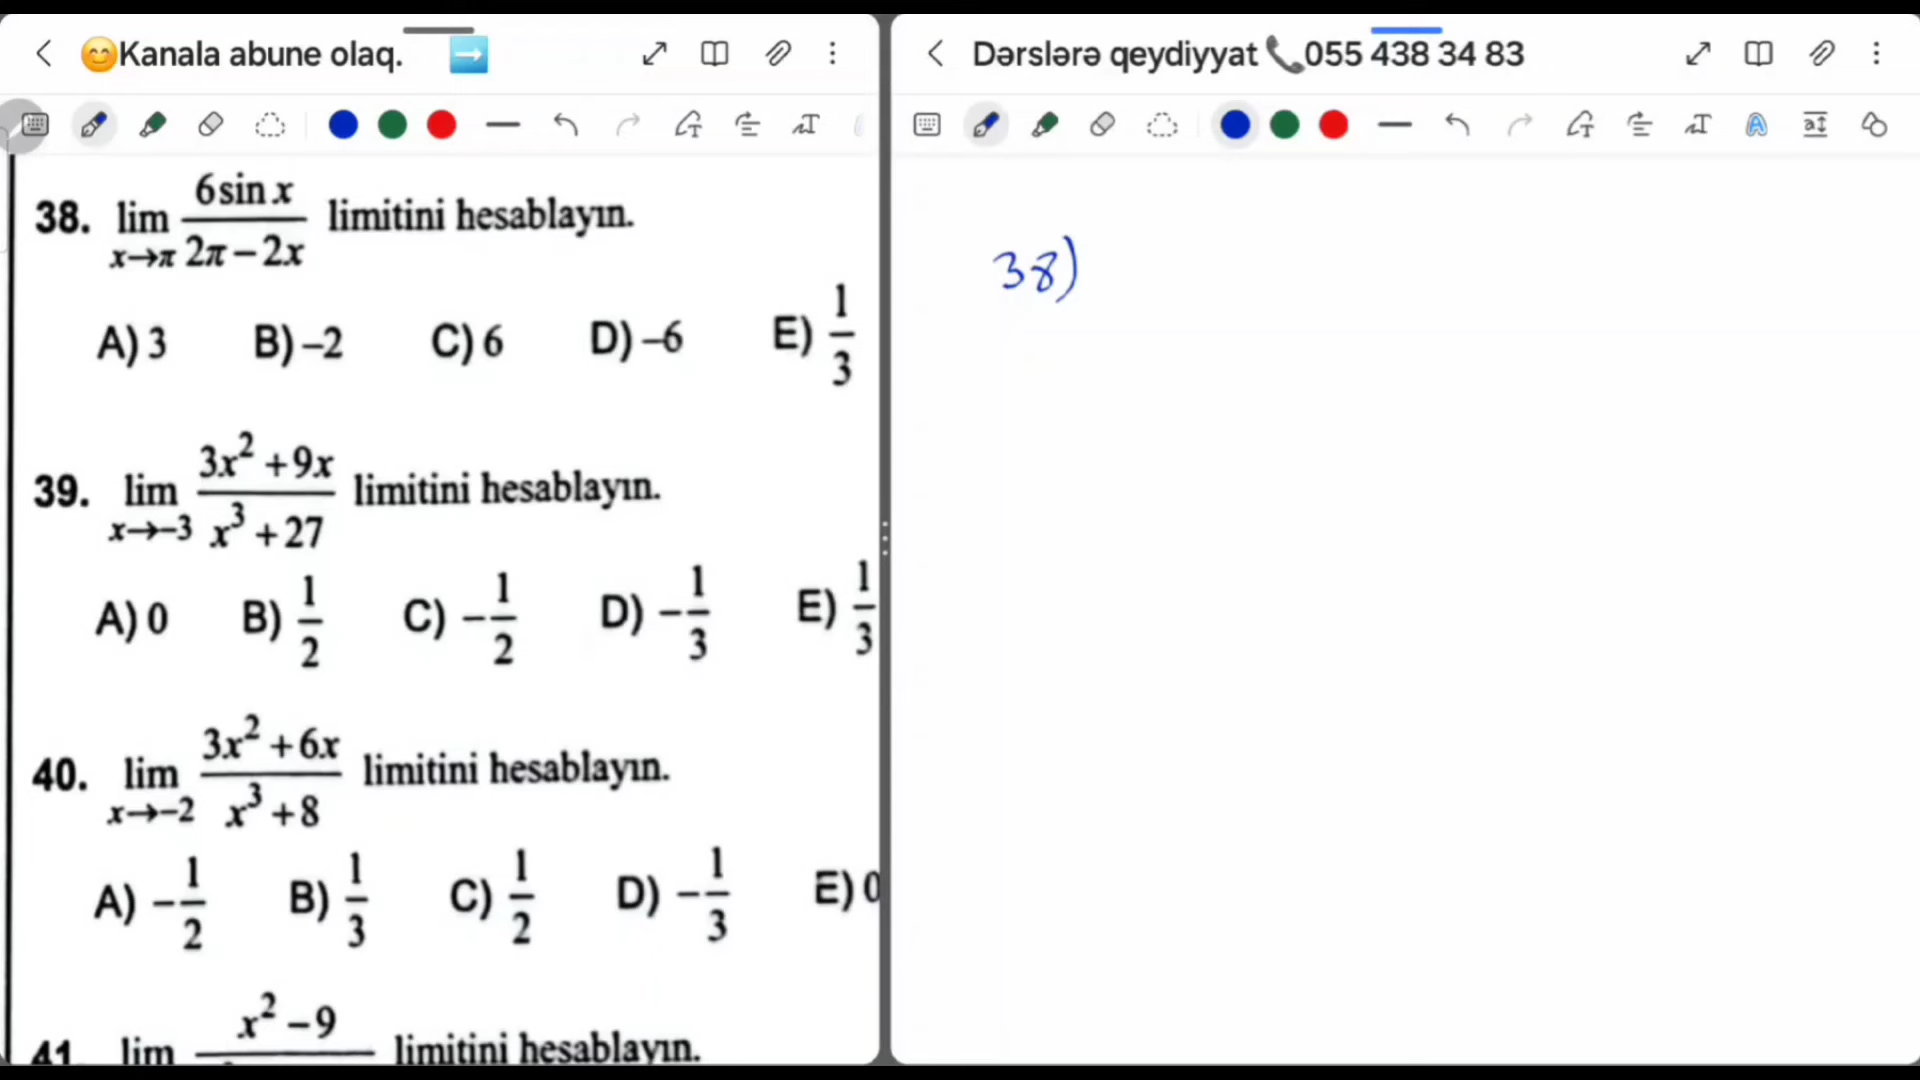 😊Kanala abune olaq. ➡️
38. lim x→π 6sin x / 2π − 2x limitini hesablayın.
A) 3 B) −2 C) 6 D) −6 E) 1/3
39. lim x→−3 3x² + 9x / x³ + 27 limitini hesablayın.
A) 0 B) 1/2 C) −1/2 D) −1/3 E) 1/3
40. lim x→−2 3x² + 6x / x³ + 8 limitini hesablayın.
A) −1/2 B) 1/3 C) 1/2 D) −1/3 E) 0
41. lim x² − 9 limitini hesablayın.
Dərslərə qeydiyyat 📞055 438 34 83
38)